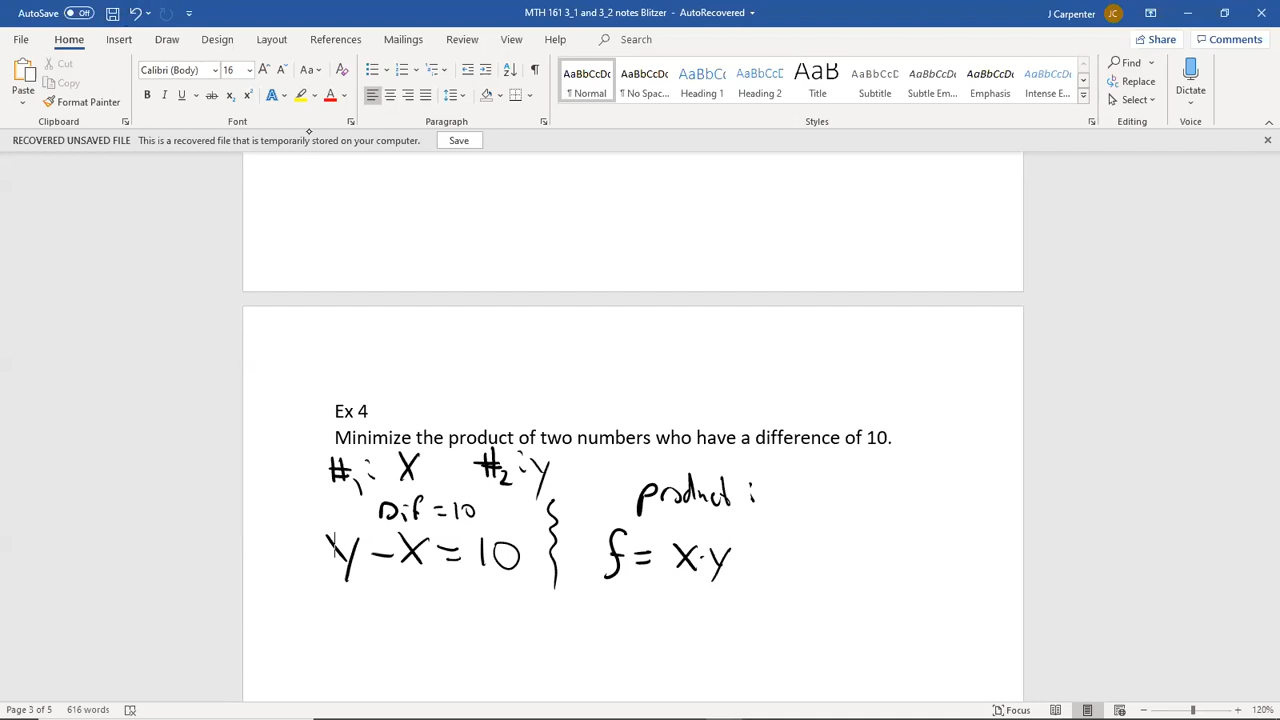 AutoSave Off
MTH 161 3_1 and 3_2 notes Blitzer - AutoRecovered
J Carpenter JC
File Home Insert Draw Design Layout References Mailings Review View Help Search
Share Comments
Paste
Cut
Copy
Format Painter
Clipboard
Calibri (Body) 16
Font
Paragraph
AaBbCcDc AaBbCcDc AaBbC AaBbCcC AaB AaBbCcC AaBbCcDc AaBbCcDc AaBbCcDc
¶ Normal ¶ No Spac... Heading 1 Heading 2 Title Subtitle Subtle Em... Emphasis Intense E...
Styles
Find
Replace
Select
Editing
Dictate
Voice
RECOVERED UNSAVED FILE This is a recovered file that is temporarily stored on your computer. Save
Ex 4
Minimize the product of two numbers who have a difference of 10.
#1: X #2: y
Dif = 10
product:
y - x = 10
f = x·y
Page 3 of 5 616 words
Focus
120%